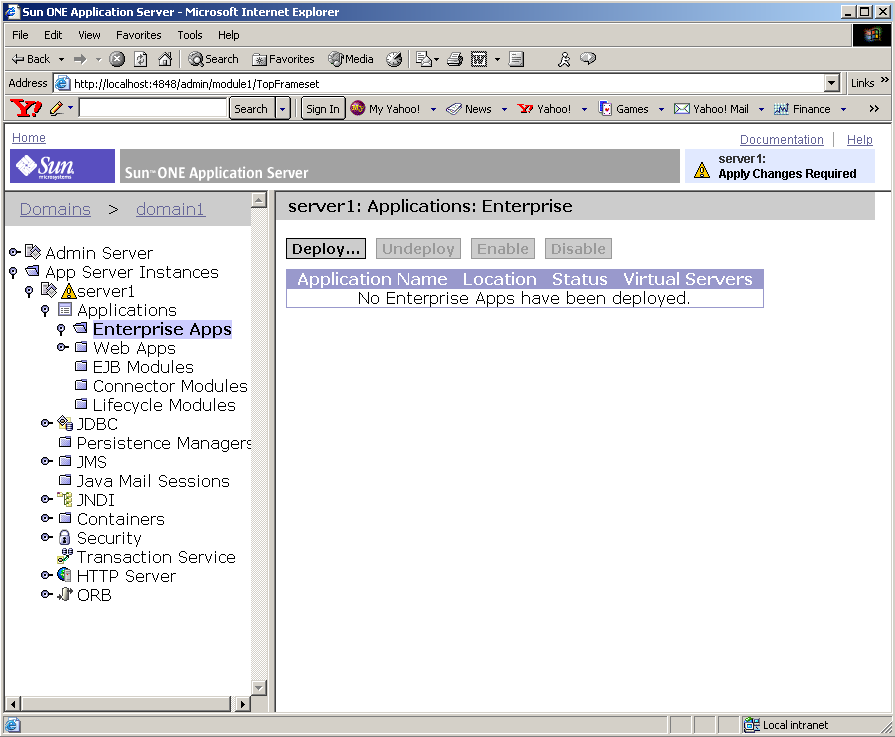 Sun ONE Application Server - Microsoft Internet Explorer
File Edit View Favorites Tools Help
Back Search Favorites Media
Address http://localhost:4848/admin/module1/TopFrameset Links »
Y! Search Sign In My Yahoo! News Yahoo! Games Yahoo! Mail Finance »
Home Documentation Help
Sun microsystems
Sun™ ONE Application Server
server1:
Apply Changes Required
Domains > domain1
Admin Server
App Server Instances
server1
Applications
Enterprise Apps
Web Apps
EJB Modules
Connector Modules
Lifecycle Modules
JDBC
Persistence Managers
JMS
Java Mail Sessions
JNDI
Containers
Security
Transaction Service
HTTP Server
ORB
server1: Applications: Enterprise
Deploy... Undeploy Enable Disable
Application Name Location Status Virtual Servers
No Enterprise Apps have been deployed.
Local intranet